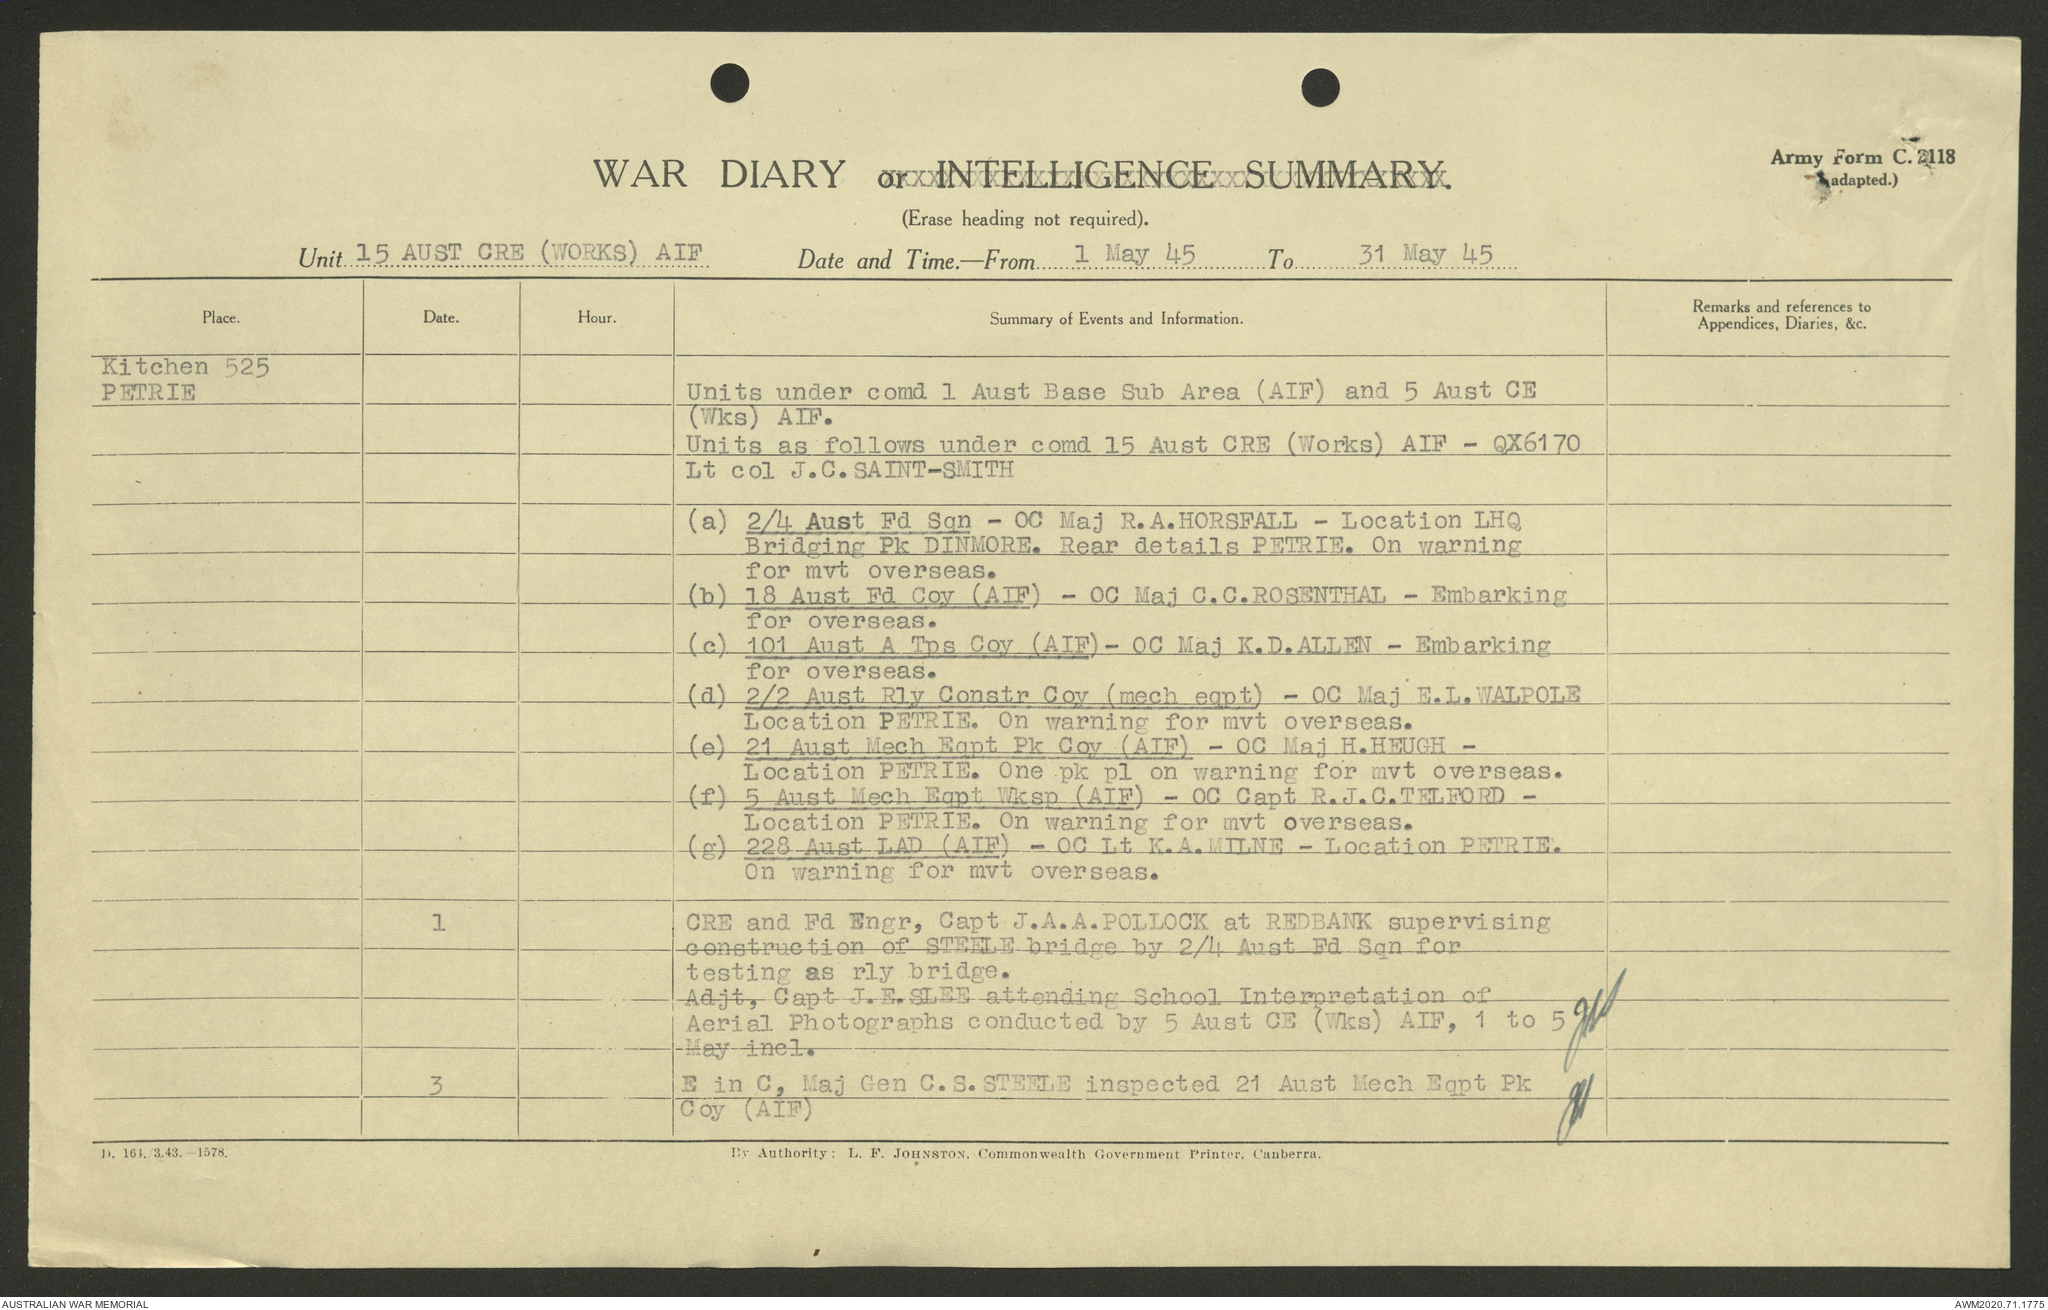 WAR DIARY or INTELLIGENCE SUMMARY.
Army Form C. 2118
(adapted.)
(Erase heading not required).
Unit 15 AUST CRE (WORKS) AIF Date and Time.—From 1 May 45 To 31 May 45
Place. Date. Hour. Summary of Events and Information. Remarks and references to
Appendices, Diaries, &c.
Kitchen 525
PETRIE Units under comd 1 Aust Base Sub Area (AIF) and 5 Aust CE
(Wks) AIF.
Units as follows under comd 15 Aust CRE (Works) AIF - QX6170
Lt col J.C.SAINT-SMITH
(a) 2/4 Aust Fd Sqn - OC Maj R.A.HORSFALL - Location LHQ
Bridging Pk DINMORE. Rear details PETRIE. On warning
for mvt overseas.
(b) 18 Aust Fd Coy (AIF) - OC Maj C.C.ROSENTHAL - Embarking
for overseas.
(c) 101 Aust A Tps Coy (AIF)- OC Maj K.D.ALLEN - Embarking
for overseas.
(d) 2/2 Aust Rly Constr Coy (mech eqpt) - OC Maj E.L.WALPOLE
Location PETRIE. On warning for mvt overseas.
(e) 21 Aust Mech Eqpt Pk Coy (AIF) - OC Maj H.HEUGH -
Location PETRIE. One pk pl on warning for mvt overseas.
(f) 5 Aust Mech Eqpt Wksp (AIF) - OC Capt R.J.C.TELFORD -
Location PETRIE. On warning for mvt overseas.
(g) 228 Aust LAD (AIF) - OC Lt K.A.MILNE - Location PETRIE.
On warning for mvt overseas.
1 CRE and Fd Engr, Capt J.A.A.POLLOCK at REDBANK supervising
construction of STEELE bridge by 2/4 Aust Fd Sqn for
testing as rly bridge.
Adjt, Capt J.E.SLEE attending School Interpretation of
Aerial Photographs conducted by 5 Aust CE (Wks) AIF, 1 to 5
May incl.
3 E in C, Maj Gen C.S.STEELE inspected 21 Aust Mech Eqpt Pk
Coy (AIF)
D. 164/3.43.—1578. By Authority: L. F. JOHNSTON, Commonwealth Government Printer, Canberra.
AUSTRALIAN WAR MEMORIAL AWM2020.71.1775